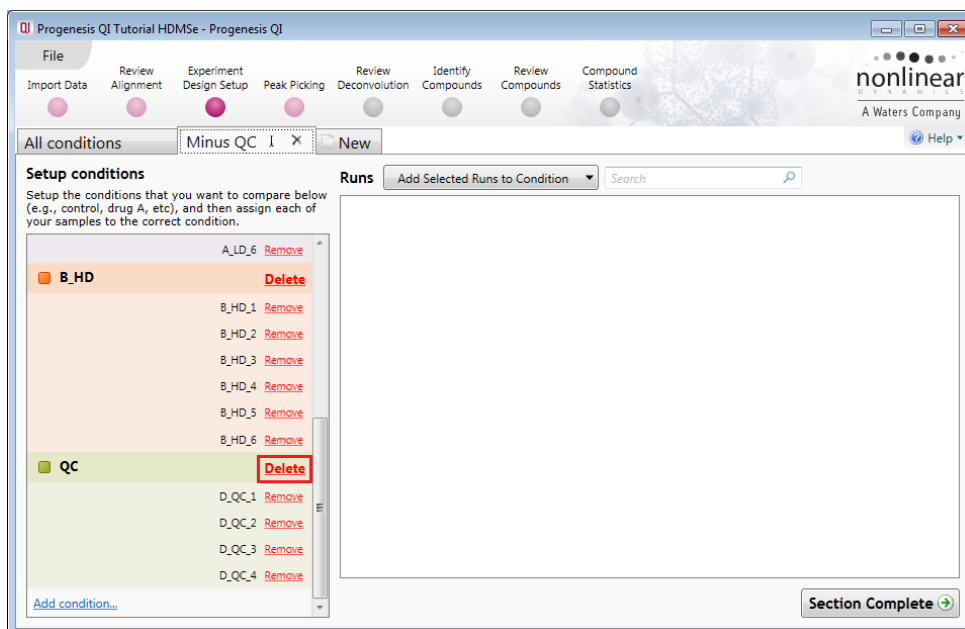 QI Progenesis QI Tutorial HDMSe - Progenesis QI
File
Import Data
Review
Alignment
Experiment
Design Setup
Peak Picking
Review
Deconvolution
Identify
Compounds
Review
Compounds
Compound
Statistics
nonlinear
DYNAMICS
A Waters Company
All conditions
Minus QC
New
Help
Setup conditions
Setup the conditions that you want to compare below
(e.g., control, drug A, etc), and then assign each of
your samples to the correct condition.
Runs Add Selected Runs to Condition Search
A_LD_6 Remove
B_HD Delete
B_HD_1 Remove
B_HD_2 Remove
B_HD_3 Remove
B_HD_4 Remove
B_HD_5 Remove
B_HD_6 Remove
QC Delete
D_QC_1 Remove
D_QC_2 Remove
D_QC_3 Remove
D_QC_4 Remove
Add condition...
Section Complete